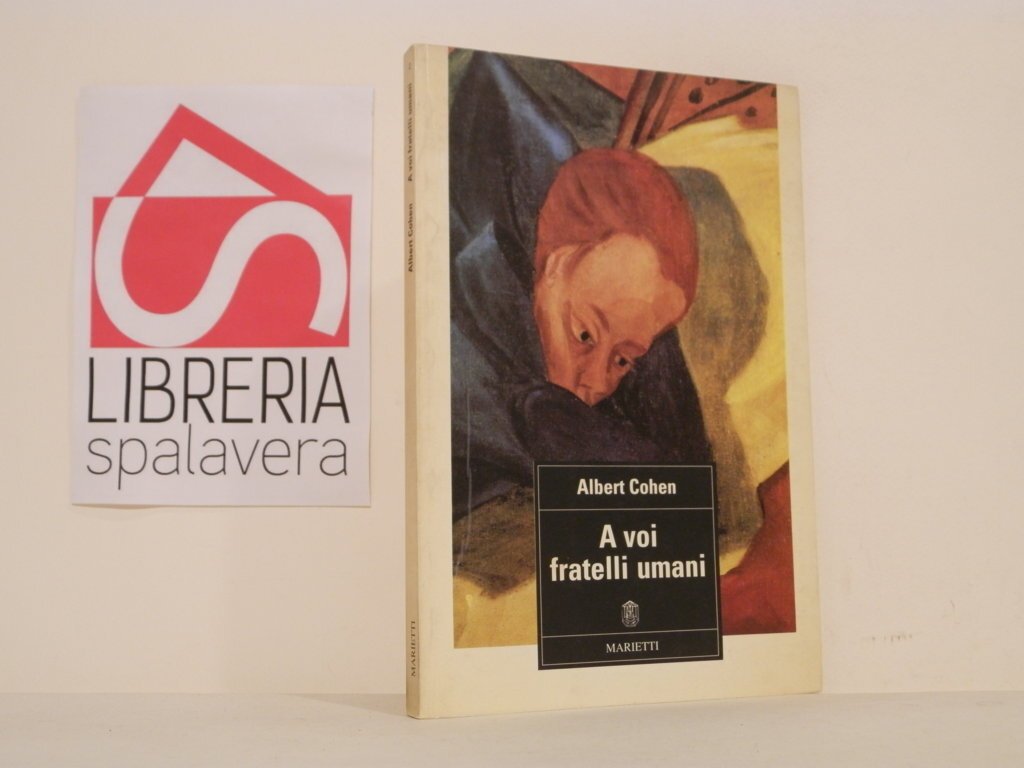 LIBRERIA
spalavera
Albert Cohen A voi fratelli umani
MARIETTI
Albert Cohen
A voi
fratelli umani
MARIETTI